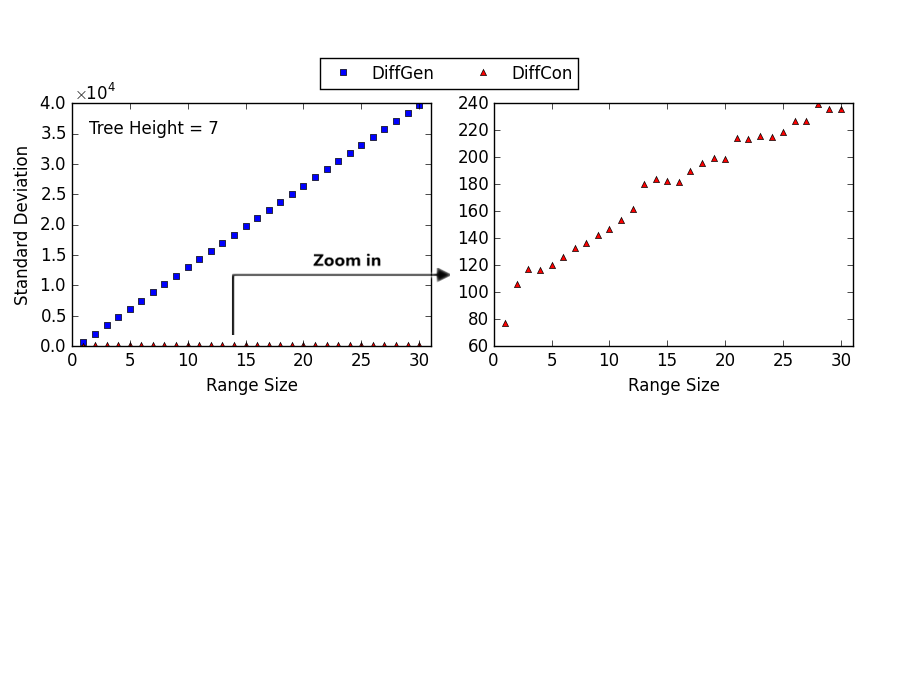 DiffGen DiffCon
×10⁴
4.0
3.5
3.0
2.5
2.0
1.5
1.0
0.5
0.0
Standard Deviation
Tree Height = 7
Zoom in
0 5 10 15 20 25 30
Range Size
240
220
200
180
160
140
120
100
80
60
0 5 10 15 20 25 30
Range Size